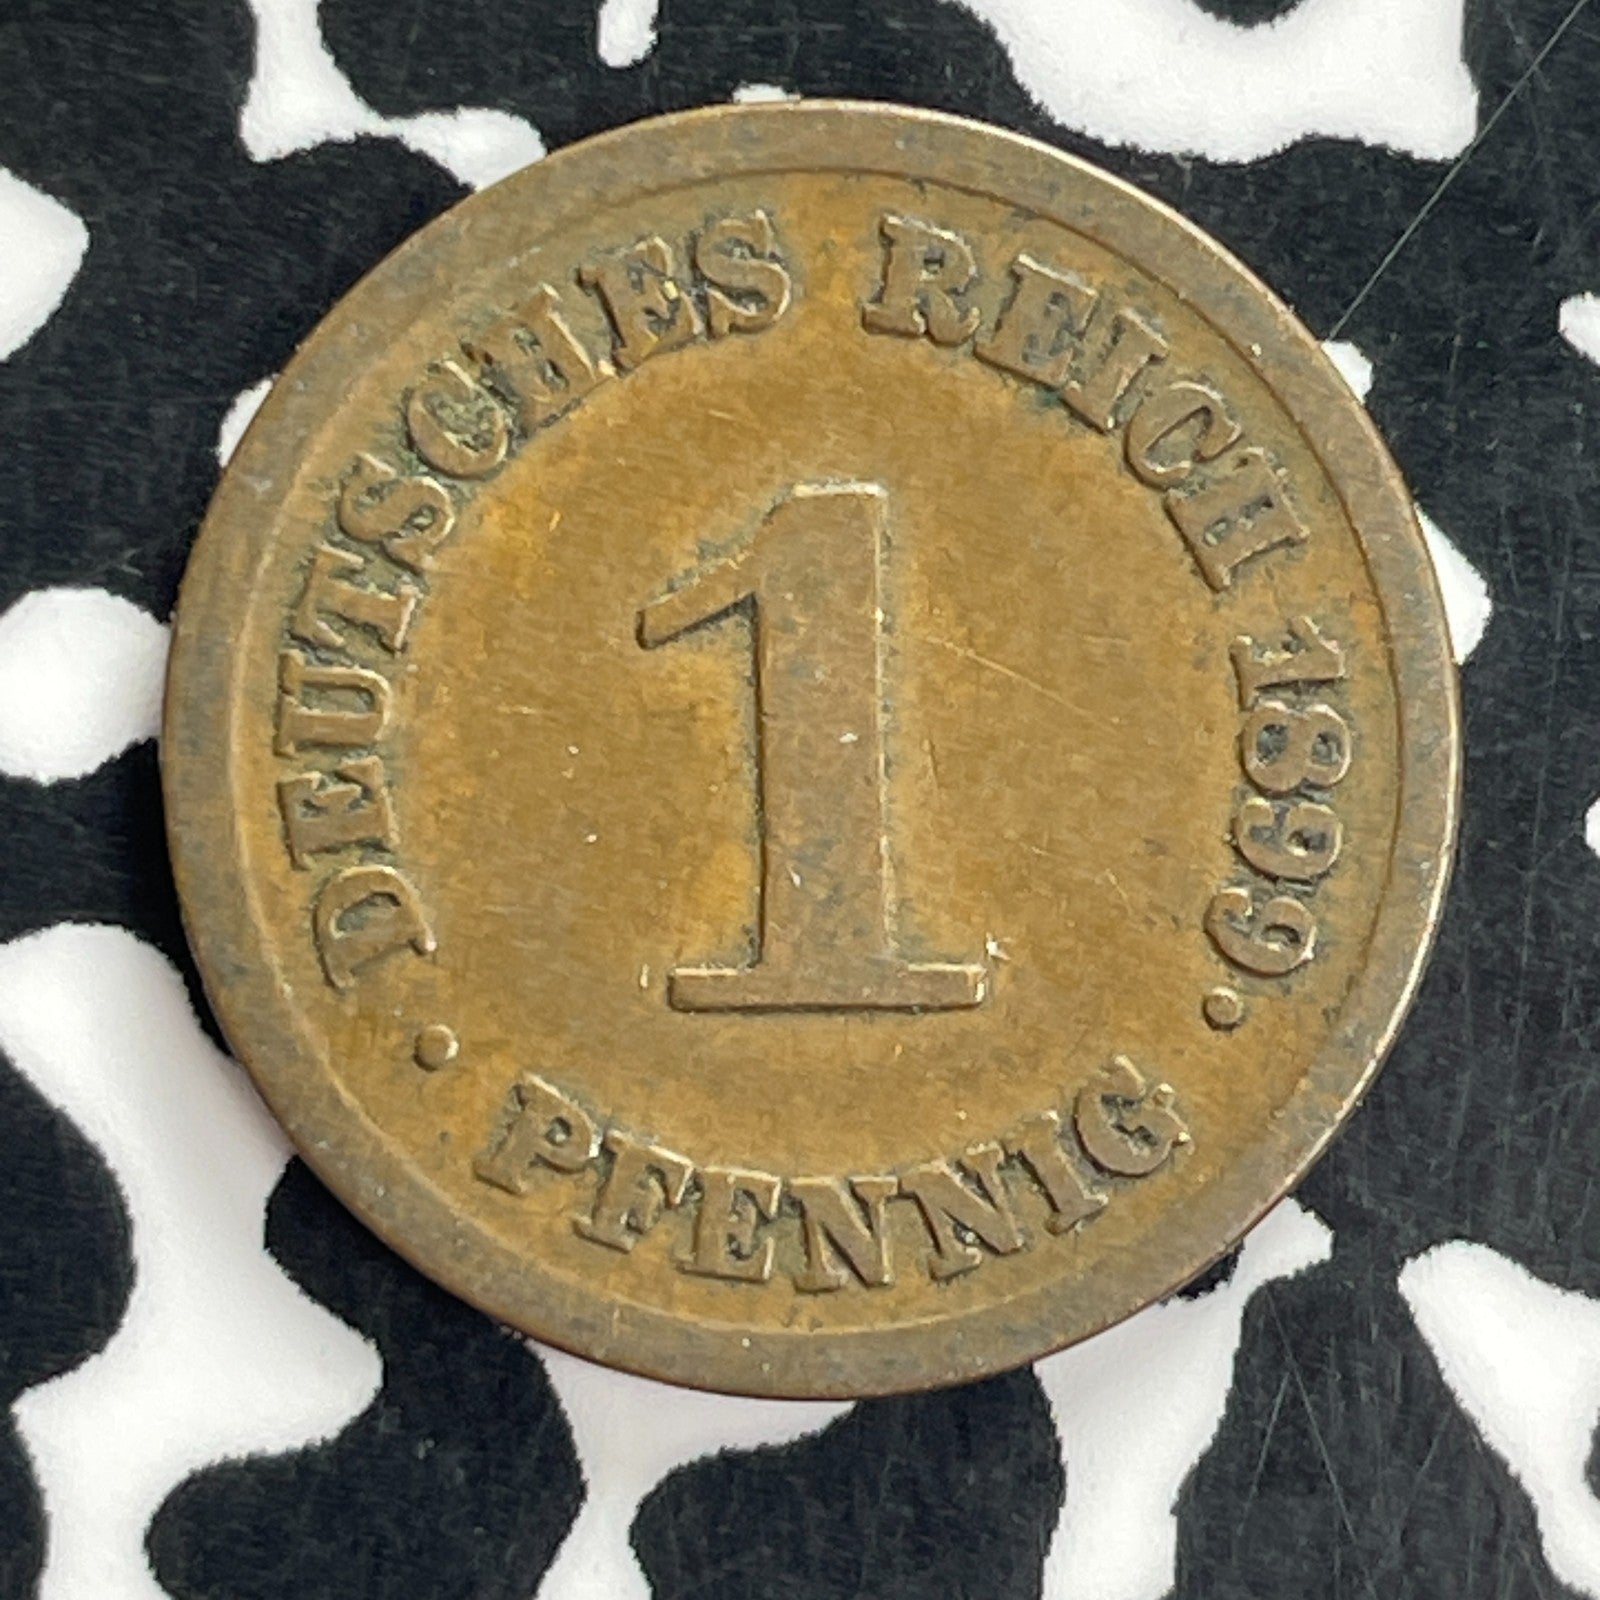 DEUTSCHES REICH 1899
1
· PFENNIG ·